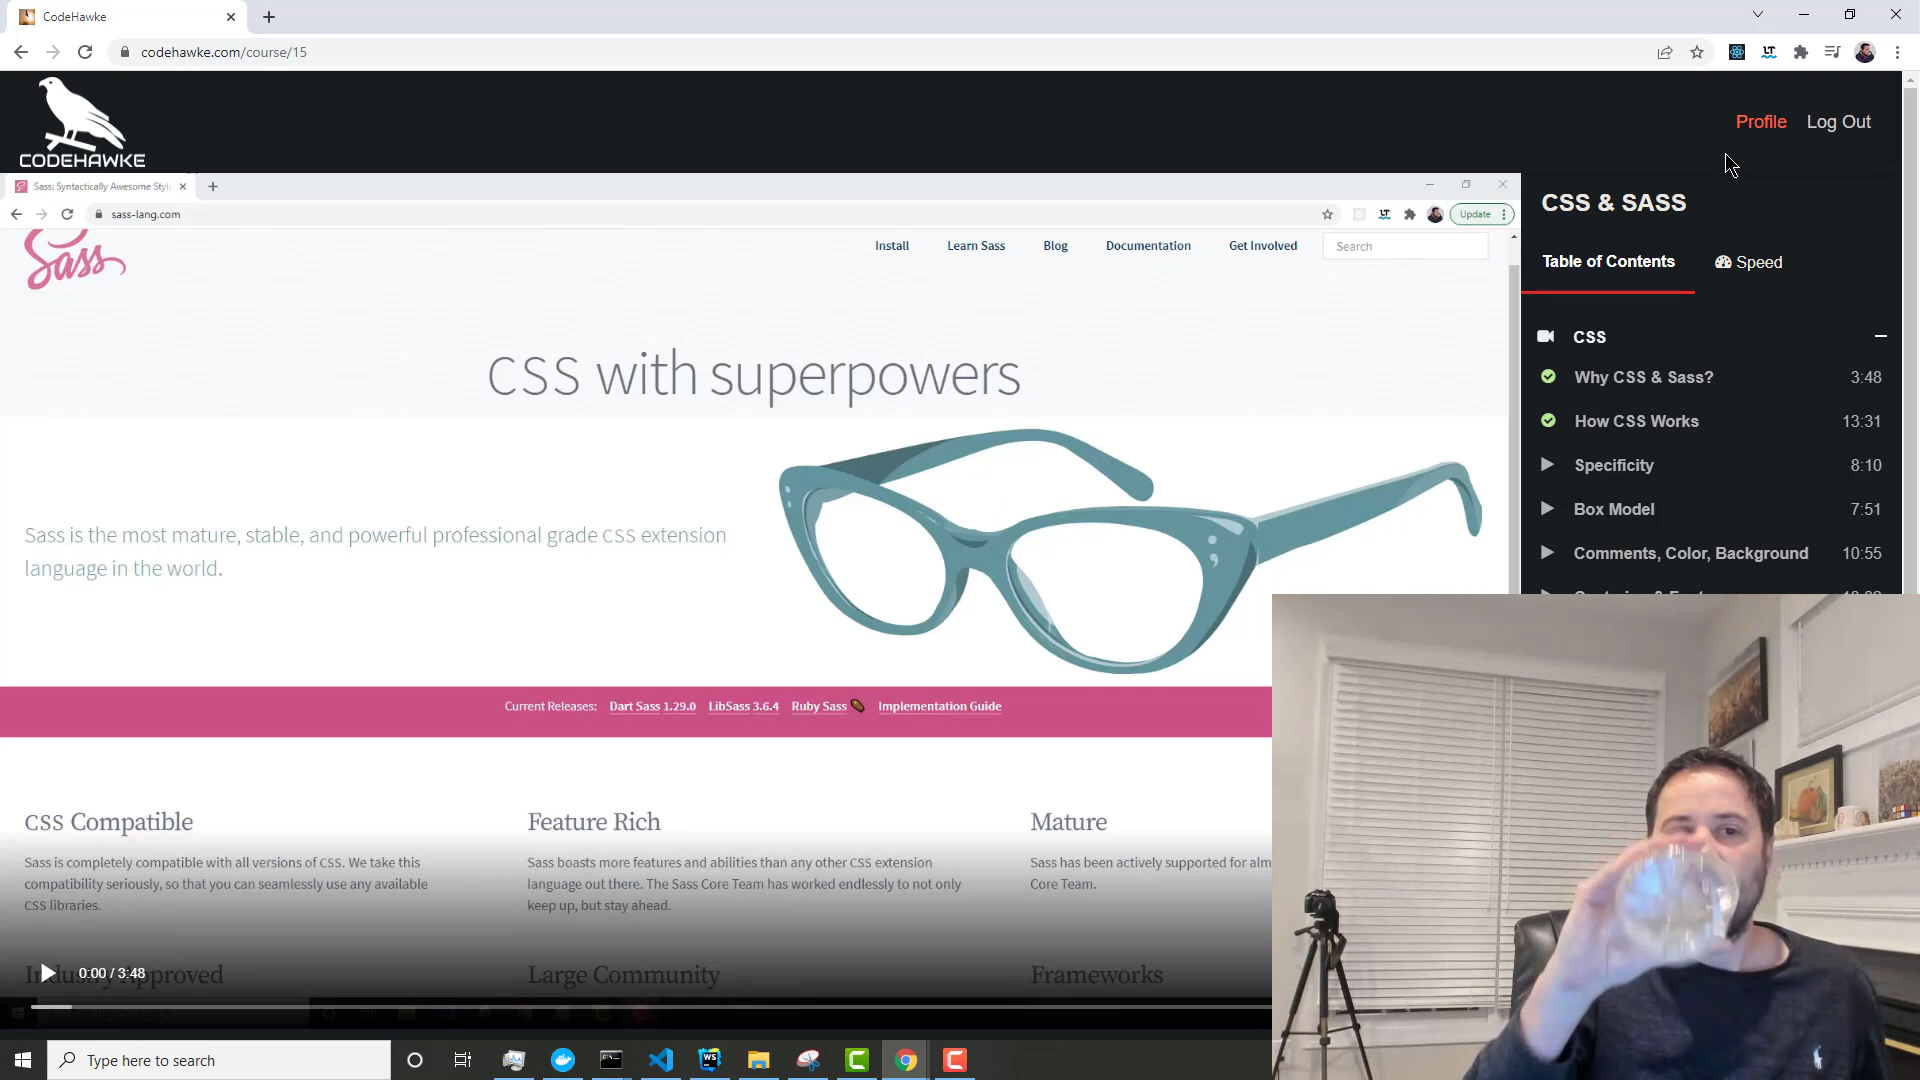 CodeHawke
codehawke.com/course/15
CODEHAWKE
Profile
Log Out
Sass: Syntactically Awesome Styl
sass-lang.com
Update
Sass
Install
Learn Sass
Blog
Documentation
Get Involved
Search
CSS with superpowers
Sass is the most mature, stable, and powerful professional grade CSS extension
language in the world.
Current Releases: Dart Sass 1.29.0 LibSass 3.6.4 Ruby Sass Implementation Guide
CSS Compatible
Sass is completely compatible with all versions of CSS. We take this
compatibility seriously, so that you can seamlessly use any available
CSS libraries.
Feature Rich
Sass boasts more features and abilities than any other CSS extension
language out there. The Sass Core Team has worked endlessly to not only
keep up, but stay ahead.
Mature
Sass has been actively supported for alm
Core Team.
Industry Approved
Large Community
Frameworks
0:00 / 3:48
CSS & SASS
Table of Contents
Speed
CSS
Why CSS & Sass? 3:48
How CSS Works 13:31
Specificity 8:10
Box Model 7:51
Comments, Color, Background 10:55
Type here to search